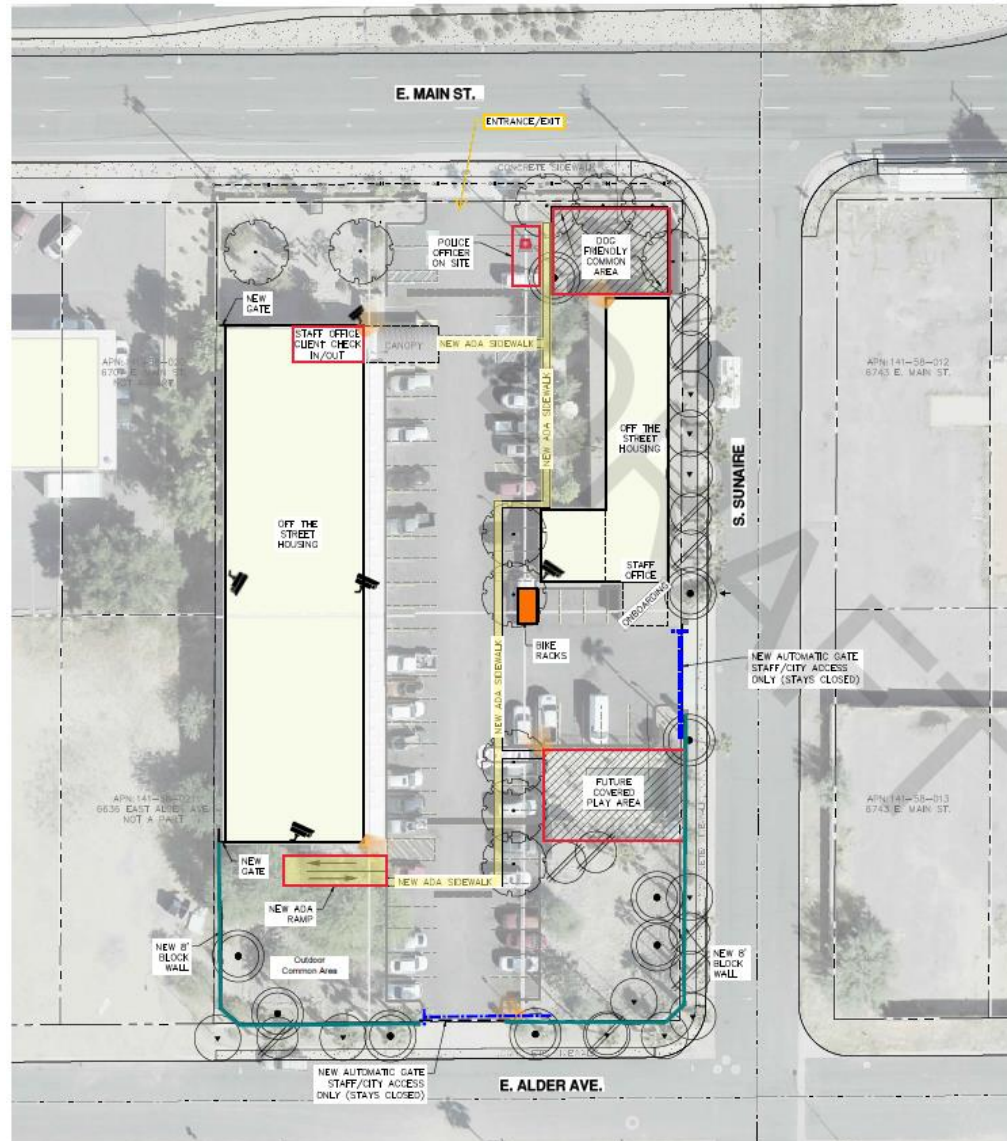 E. MAIN ST.
ENTRANCE/EXIT
CONCRETE SIDEWALK
POLICE
OFFICER
ON SITE
DOG
FRIENDLY
COMMON
AREA
NEW
GATE
STAFF OFFICE
CLIENT CHECK
IN/OUT
CANOPY
NEW ADA SIDEWALK
NEW ADA SIDEWALK
OFF THE
STREET
HOUSING
S. SUNAIRE
APN:141-58-012
6743 E. MAIN ST.
OFF THE
STREET
HOUSING
STAFF
OFFICE
ONBOARDING
BIKE
RACKS
NEW ADA SIDEWALK
NEW AUTOMATIC GATE
STAFF/CITY ACCESS
ONLY (STAYS CLOSED)
DRAFT
FUTURE
COVERED
PLAY AREA
6636 EAST ALDER AVE
NOT A PART
APN:141-58-013
6743 E. MAIN ST.
NEW
GATE
NEW ADA SIDEWALK
NEW ADA
RAMP
NEW 8'
BLOCK
WALL
Outdoor
Common Area
NEW 8'
BLOCK
WALL
NEW AUTOMATIC GATE
STAFF/CITY ACCESS
ONLY (STAYS CLOSED)
E. ALDER AVE.